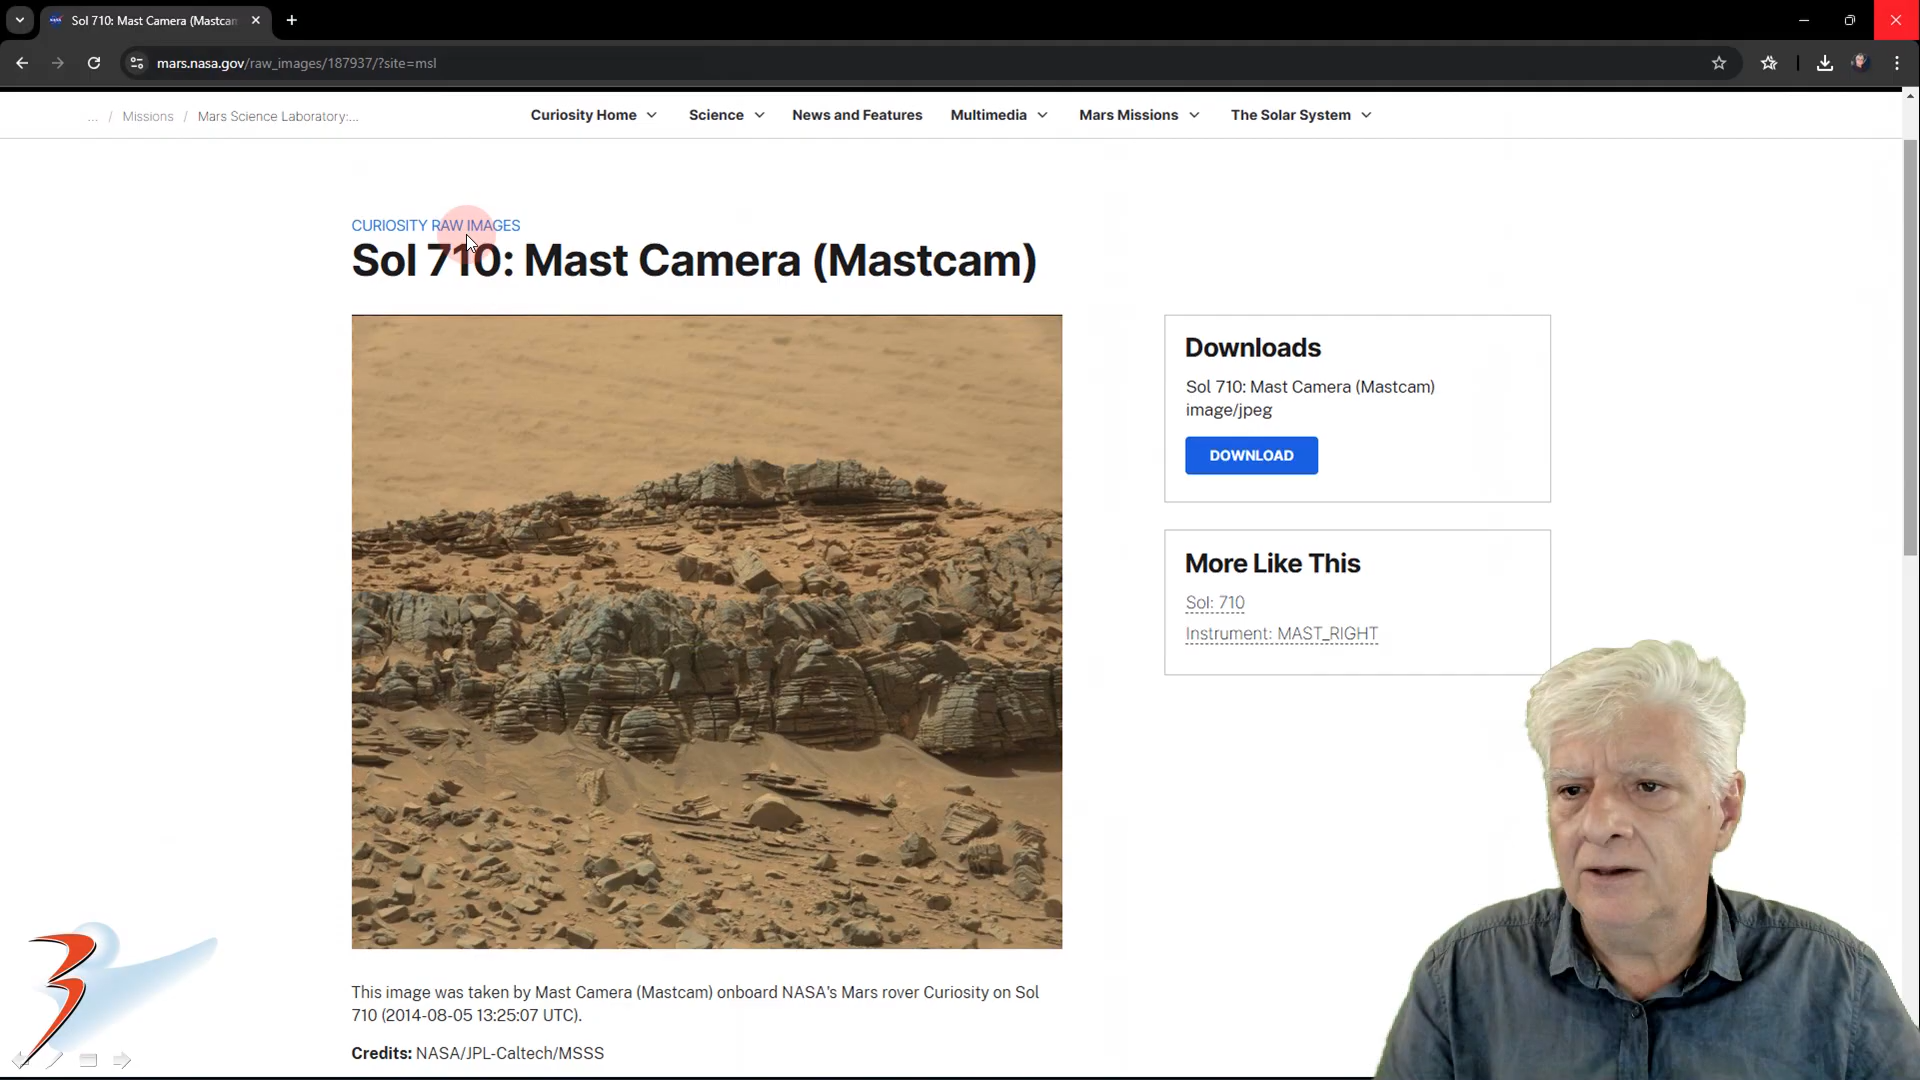 Sol 710: Mast Camera (Mastcam
mars.nasa.gov/raw_images/187937/?site=msl
... / Missions / Mars Science Laboratory:...
Curiosity Home
Science
News and Features
Multimedia
Mars Missions
The Solar System
CURIOSITY RAW IMAGES
Sol 710: Mast Camera (Mastcam)
Downloads
Sol 710: Mast Camera (Mastcam)
image/jpeg
DOWNLOAD
More Like This
Sol: 710
Instrument: MAST_RIGHT
This image was taken by Mast Camera (Mastcam) onboard NASA's Mars rover Curiosity on Sol
710 (2014-08-05 13:25:07 UTC).
Credits: NASA/JPL-Caltech/MSSS